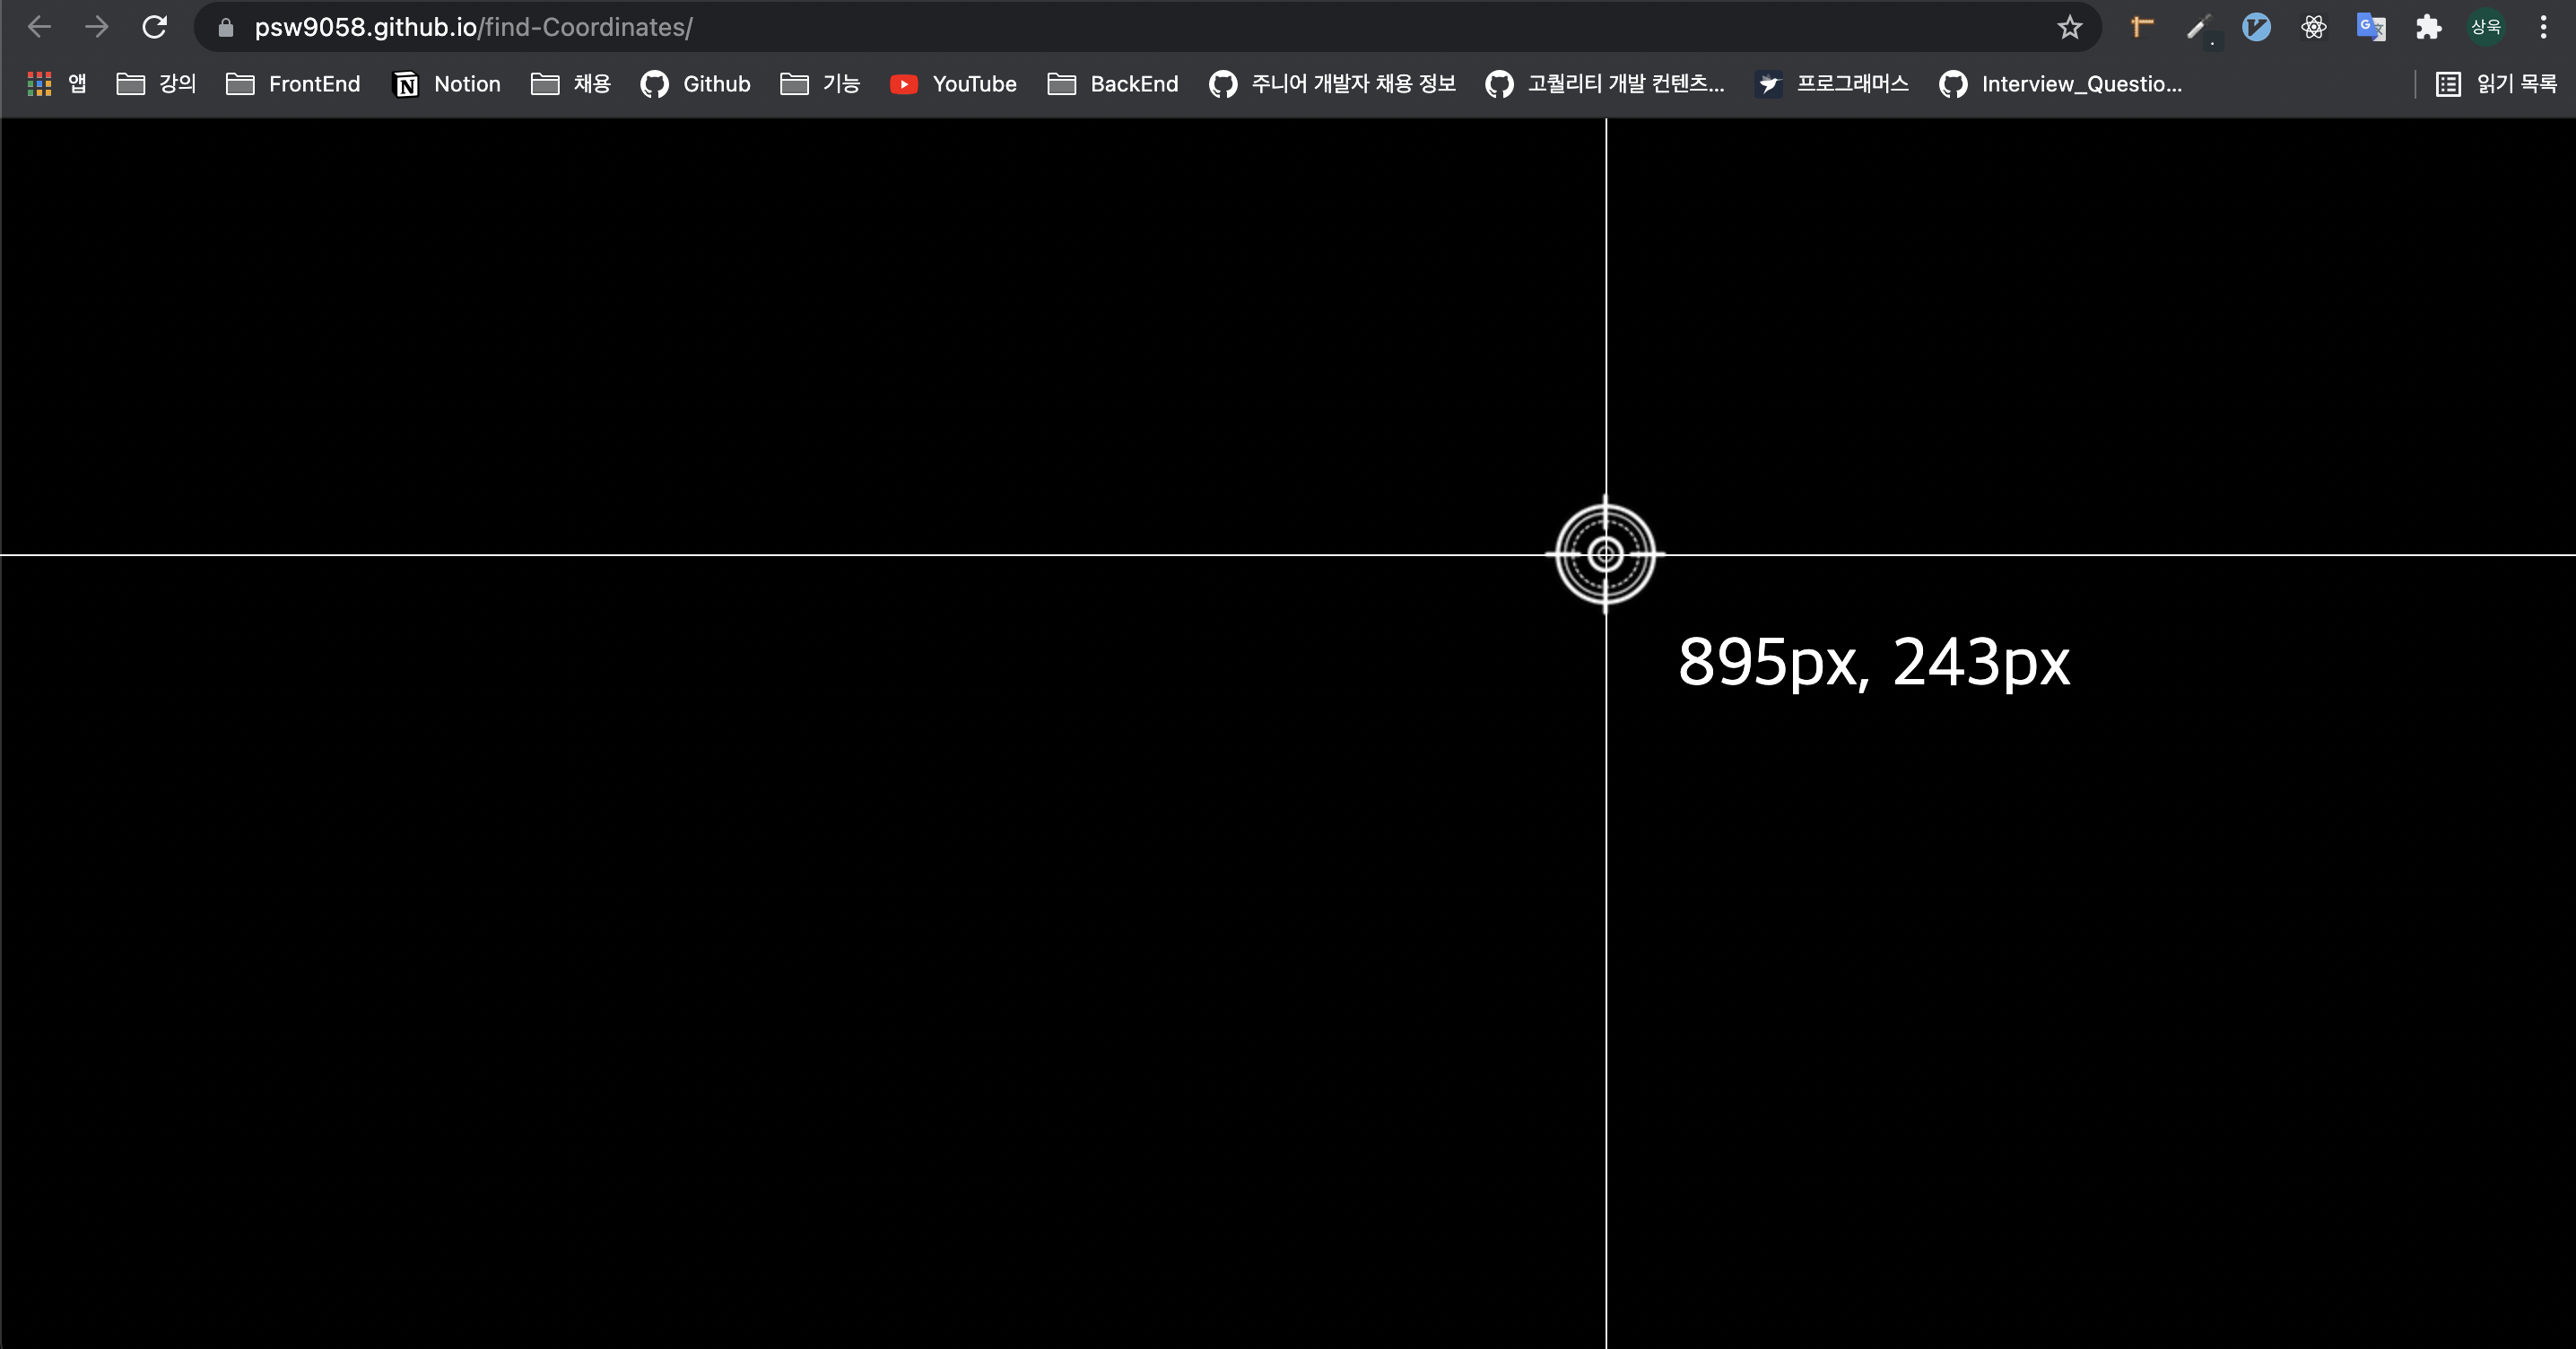 psw9058.github.io/find-Coordinates/
상욱
앱 강의 FrontEnd Notion 채용 Github 기능 YouTube BackEnd 주니어 개발자 채용 정보 고퀄리티 개발 컨텐츠... 프로그래머스 Interview_Questio... 읽기 목록
895px, 243px